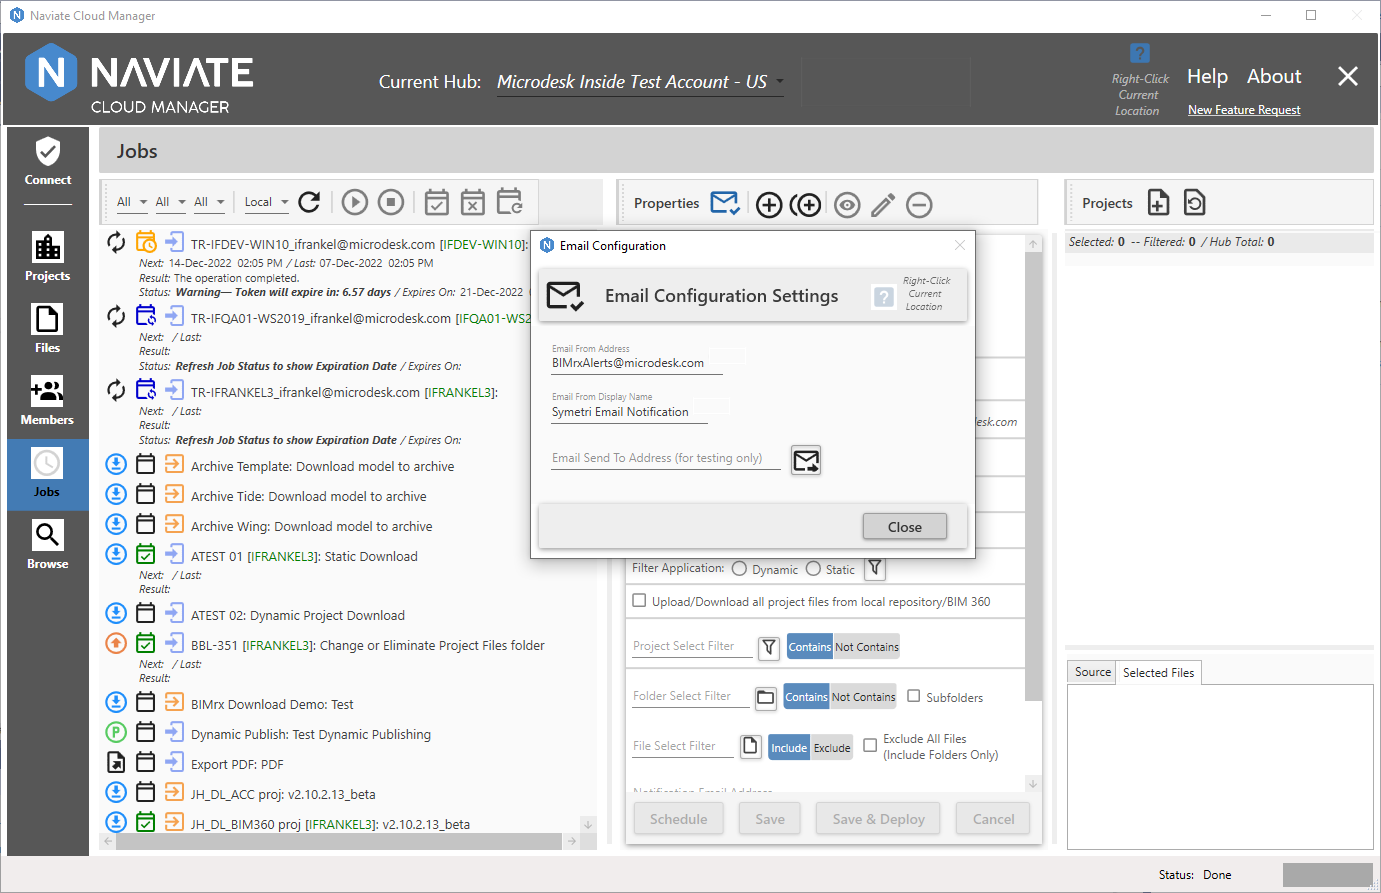 Naviate Cloud Manager
NAVIATE
CLOUD MANAGER
Current Hub: Microdesk Inside Test Account - US
Right-Click
Current
Location
Help About
New Feature Request
Connect
Projects
Files
Members
Jobs
Browse
Jobs
All All All Local
TR-IFDEV-WIN10_ifrankel@microdesk.com [IFDEV-WIN10]:
Next: 14-Dec-2022 02:05 PM / Last: 07-Dec-2022 02:05 PM
Result: The operation completed.
Status: Warning— Token will expire in: 6.57 days / Expires On: 21-Dec-2022
TR-IFQA01-WS2019_ifrankel@microdesk.com [IFQA01-WS2
Next: / Last:
Result:
Status: Refresh Job Status to show Expiration Date / Expires On:
TR-IFRANKEL3_ifrankel@microdesk.com [IFRANKEL3]:
Next: / Last:
Result:
Status: Refresh Job Status to show Expiration Date / Expires On:
Archive Template: Download model to archive
Archive Tide: Download model to archive
Archive Wing: Download model to archive
ATEST 01 [IFRANKEL3]: Static Download
Next: / Last:
Result:
ATEST 02: Dynamic Project Download
BBL-351 [IFRANKEL3]: Change or Eliminate Project Files folder
Next: / Last:
Result:
BIMrx Download Demo: Test
P Dynamic Publish: Test Dynamic Publishing
Export PDF: PDF
JH_DL_ACC proj: v2.10.2.13_beta
JH_DL_BIM360 proj [IFRANKEL3]: v2.10.2.13_beta
Properties
Email Configuration
Email Configuration Settings
?
Right-Click
Current
Location
Email From Address
BIMrxAlerts@microdesk.com
Email From Display Name
Symetri Email Notification
Email Send To Address (for testing only)
Close
esk.com
Filter Application: Dynamic Static
Upload/Download all project files from local repository/BIM 360
Project Select Filter Contains Not Contains
Folder Select Filter Contains Not Contains Subfolders
File Select Filter Include Exclude Exclude All Files
(Include Folders Only)
Notification Email Address
Schedule Save Save & Deploy Cancel
Projects
Selected: 0 -- Filtered: 0 / Hub Total: 0
Source Selected Files
Status: Done